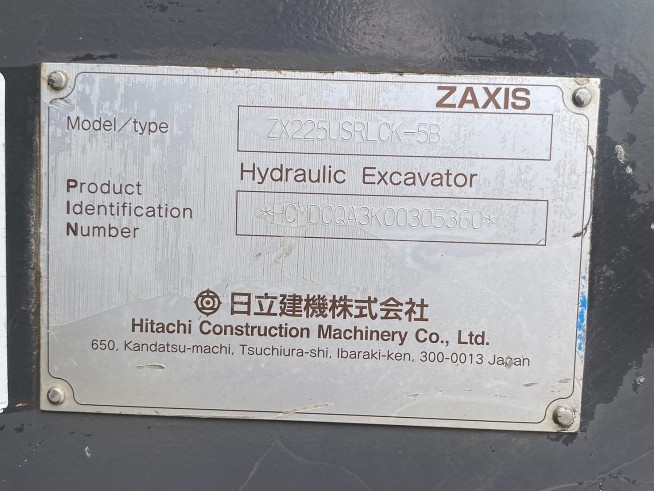 ZAXIS
Model/type ZX225USRLCK-5B
Hydraulic Excavator
Product
Identification
Number
*HCMDCQA3K00305360*
日立建機株式会社
Hitachi Construction Machinery Co., Ltd.
650, Kandatsu-machi, Tsuchiura-shi, Ibaraki-ken, 300-0013 Japan